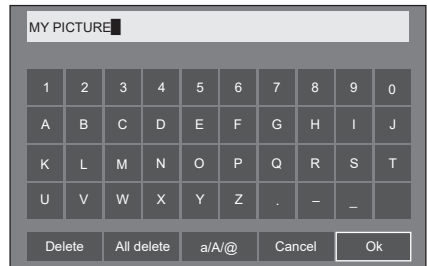 MY PICTURE
1 2 3 4 5 6 7 8 9 0
A B C D E F G H I J
K L M N O P Q R S T
U V W X Y Z . – _
Delete All delete a/A/@ Cancel Ok